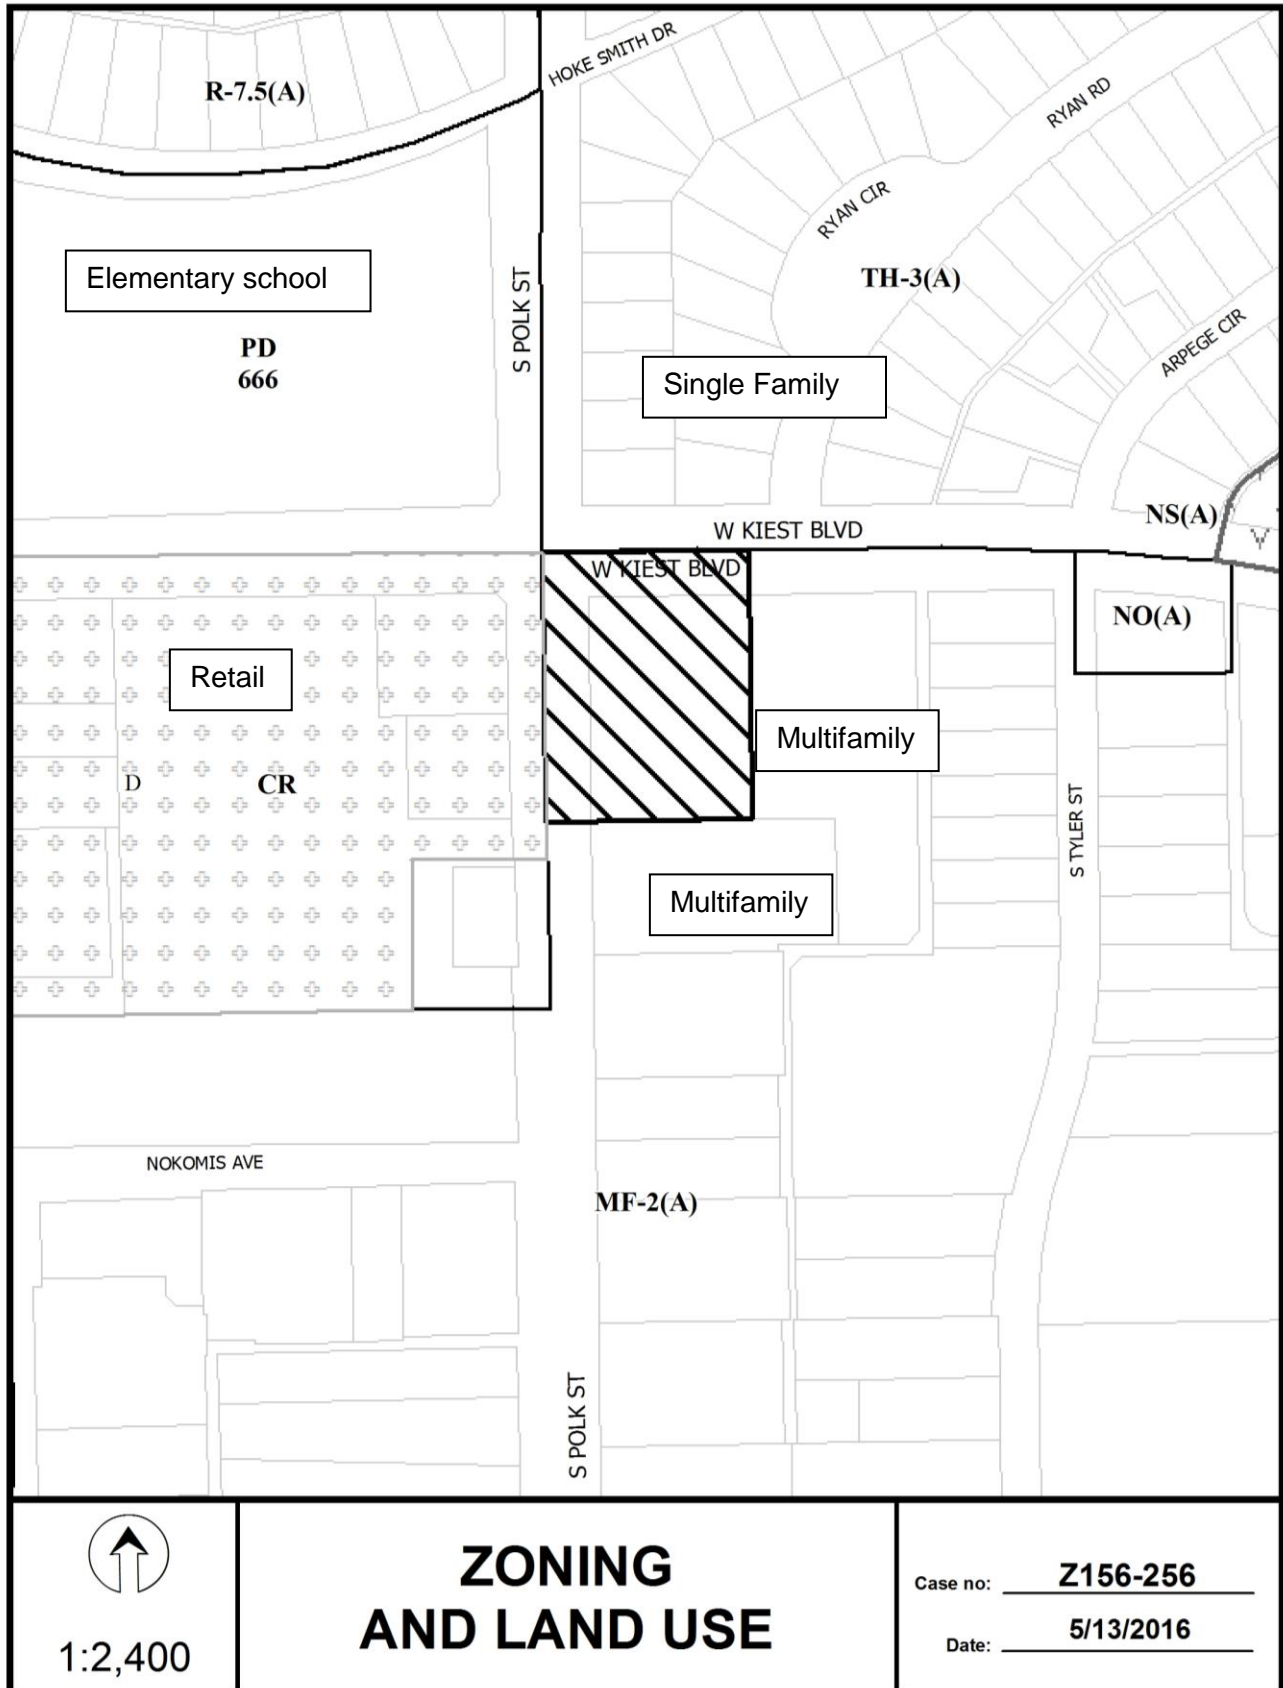 HOKE SMITH DR
R-7.5(A)
RYAN RD
RYAN CIR
Elementary school
TH-3(A)
S POLK ST
PD
666
ARPEGE CIR
Single Family
NS(A)
W KIEST BLVD
W KIEST BLVD
NO(A)
Retail
Multifamily
D
CR
S TYLER ST
Multifamily
NOKOMIS AVE
MF-2(A)
S POLK ST
1:2,400
ZONING
AND LAND USE
Case no: Z156-256
Date: 5/13/2016